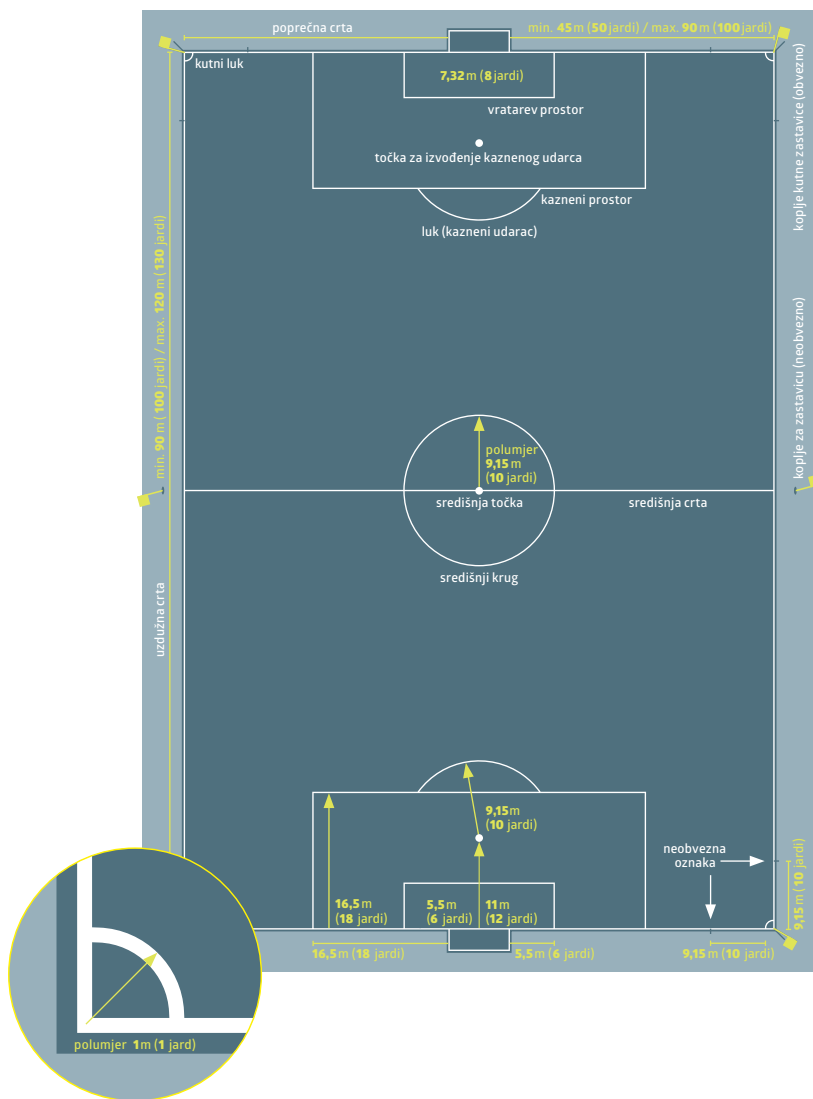 poprečna crta
min. 45 m (50 jardi) / max. 90 m (100 jardi)
kutni luk
7,32 m (8 jardi)
vratarev prostor
točka za izvođenje kaznenog udarca
kazneni prostor
luk (kazneni udarac)
koplje kutne zastavice (obvezno)
min. 90 m (100 jardi) / max. 120 m (130 jardi)
koplje za zastavicu (neobvezno)
polumjer
9,15 m
(10 jardi)
središnja točka
središnja crta
središnji krug
uzdužna crta
9,15 m
(10 jardi)
neobvezna
oznaka
9,15 m (10 jardi)
16,5 m
(18 jardi)
5,5 m
(6 jardi)
11 m
(12 jardi)
16,5 m (18 jardi)
5,5 m (6 jardi)
9,15 m (10 jardi)
polumjer 1 m (1 jard)